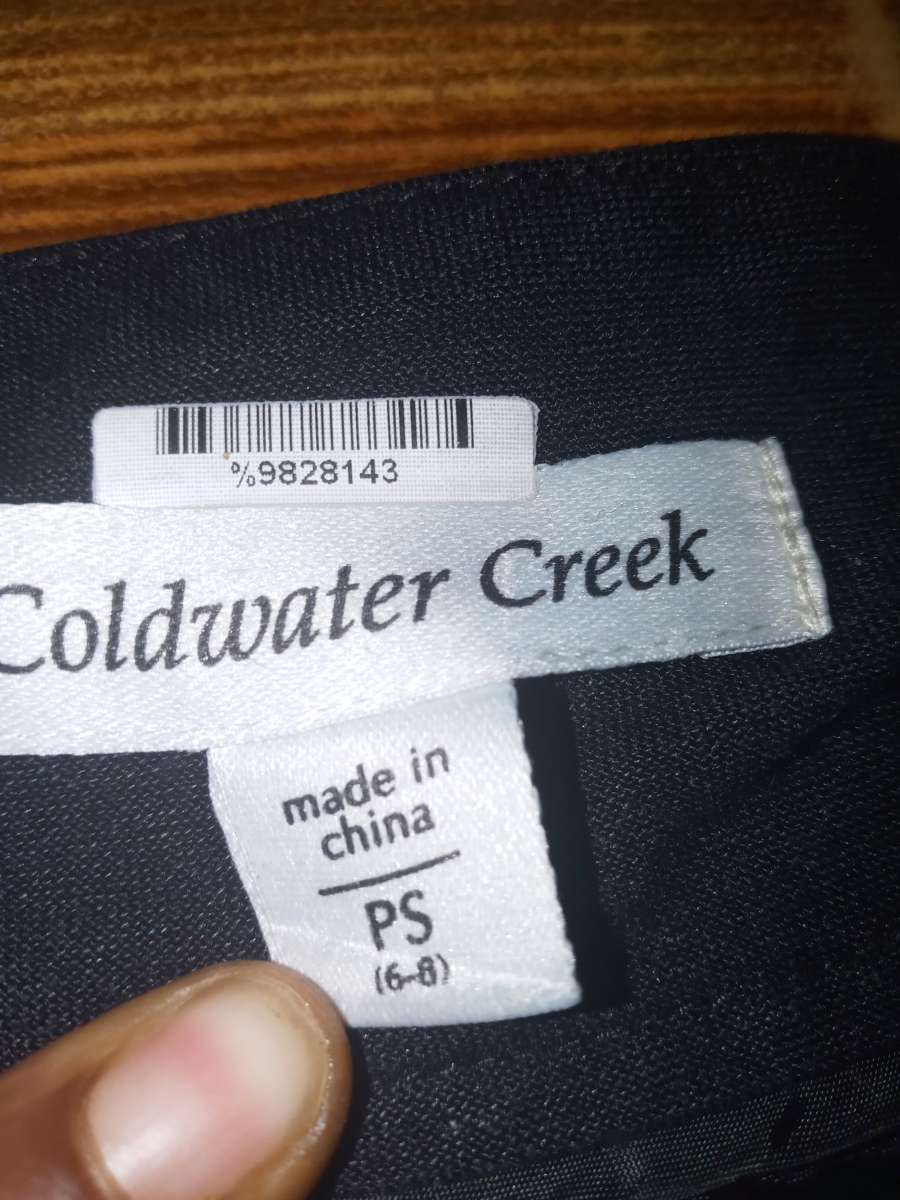 %9828143
Coldwater Creek
made in
china
PS
(6-8)